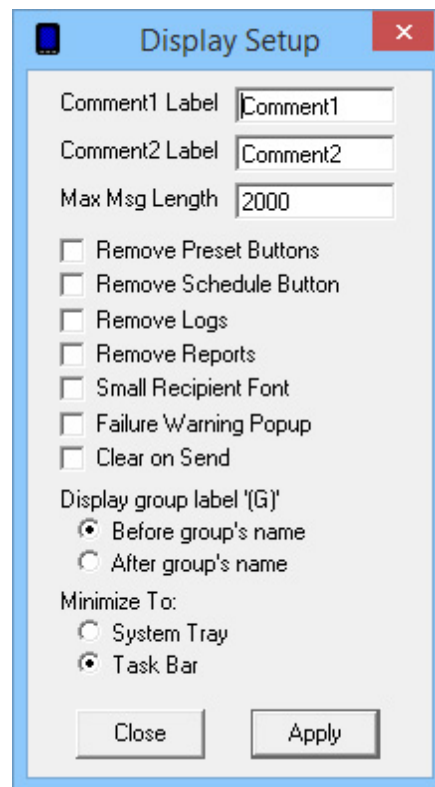 Display Setup
Comment1 Label Comment1
Comment2 Label Comment2
Max Msg Length 2000
Remove Preset Buttons
Remove Schedule Button
Remove Logs
Remove Reports
Small Recipient Font
Failure Warning Popup
Clear on Send
Display group label '(G)'
Before group's name
After group's name
Minimize To:
System Tray
Task Bar
Close Apply